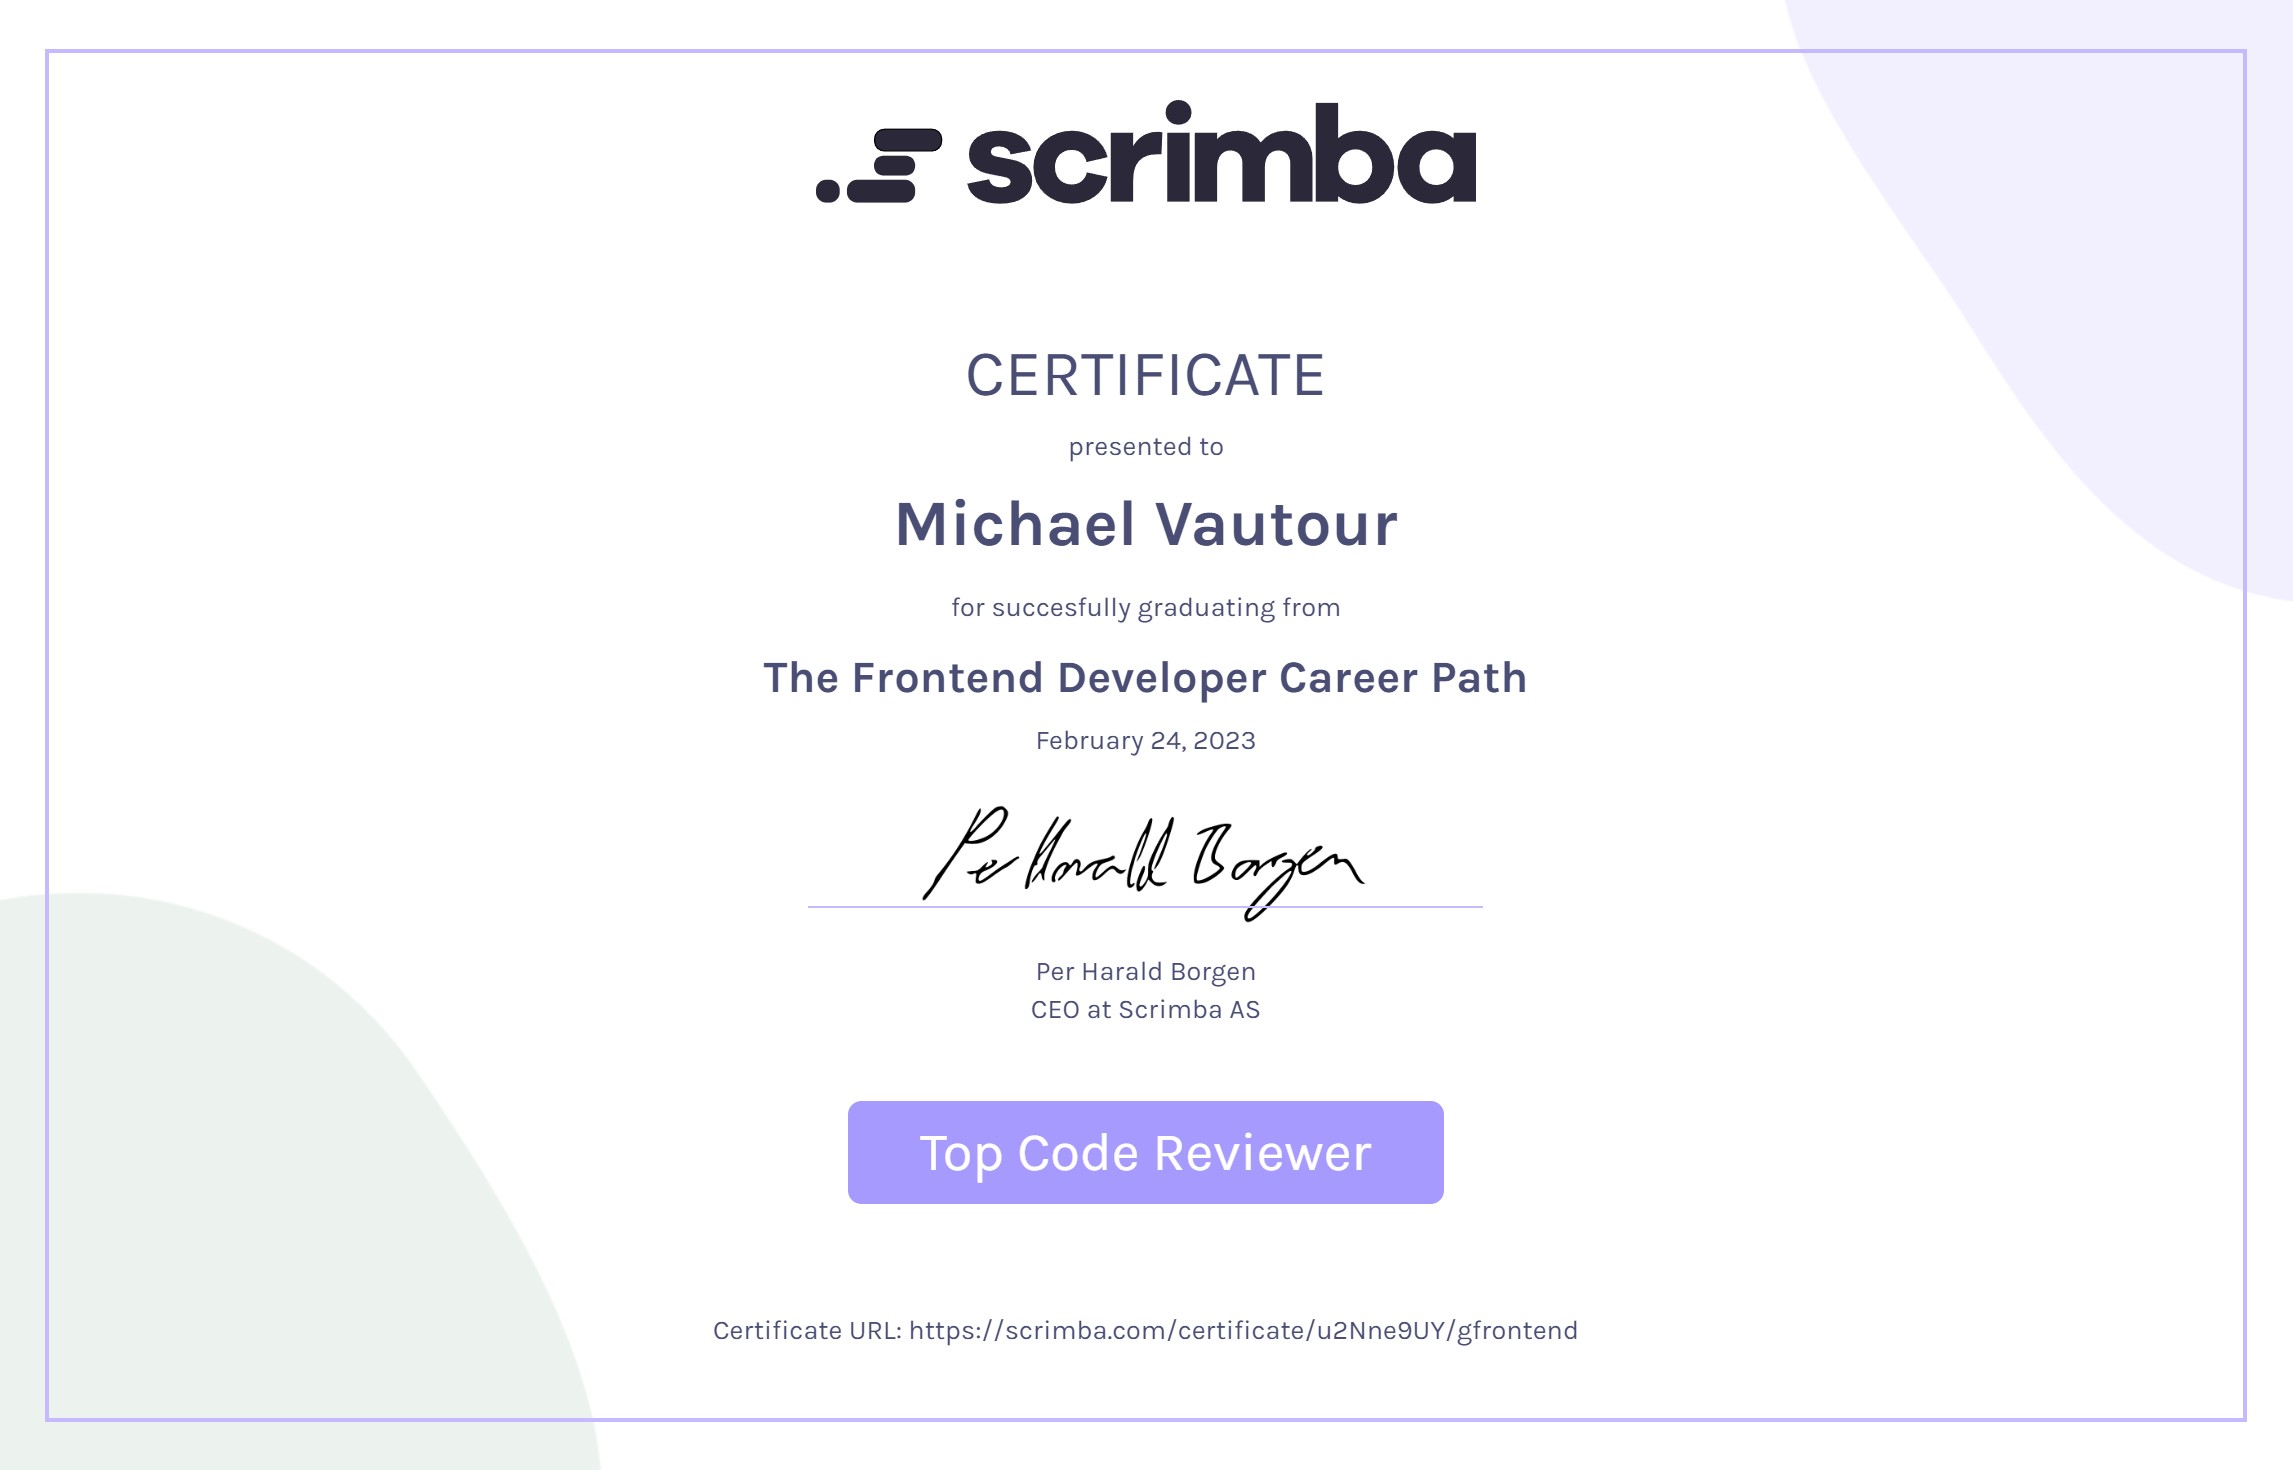 scrimba
CERTIFICATE
presented to
Michael Vautour
for succesfully graduating from
The Frontend Developer Career Path
February 24, 2023
Per Harald Borgen
Per Harald Borgen
CEO at Scrimba AS
Top Code Reviewer
Certificate URL: https://scrimba.com/certificate/u2Nne9UY/gfrontend